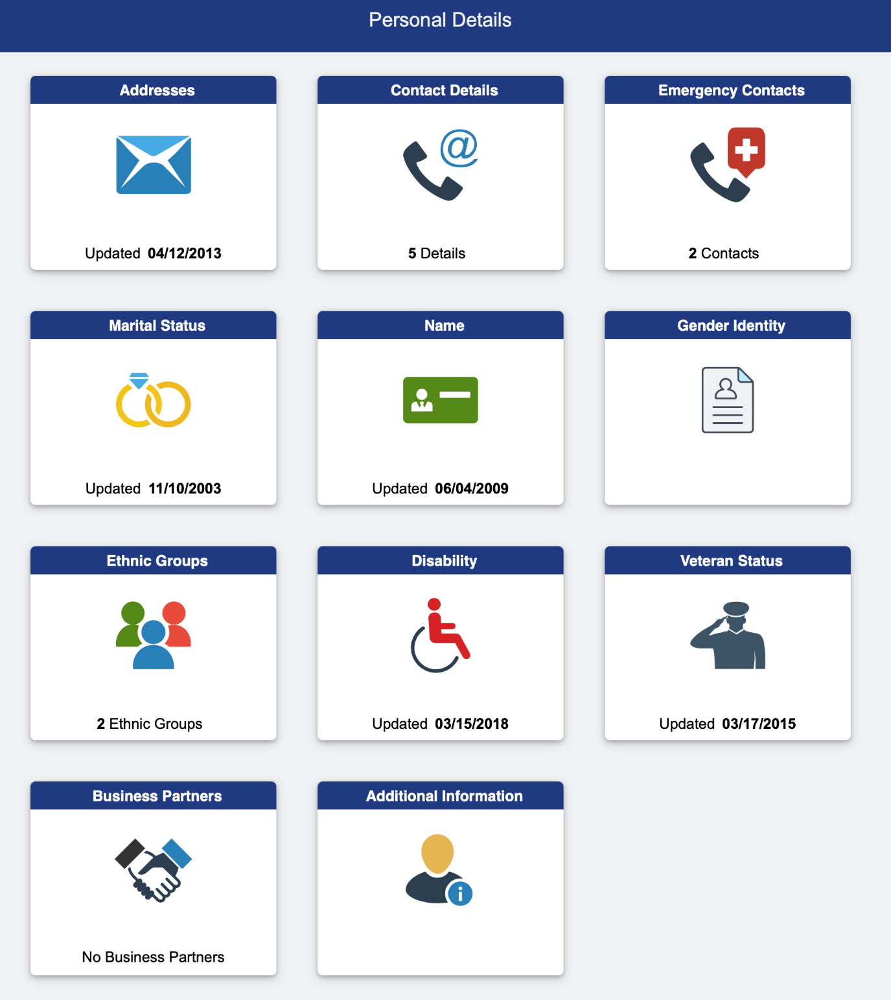 Personal Details
Addresses
Updated 04/12/2013
Contact Details
@
5 Details
Emergency Contacts
2 Contacts
Marital Status
Updated 11/10/2003
Name
Updated 06/04/2009
Gender Identity
Ethnic Groups
2 Ethnic Groups
Disability
Updated 03/15/2018
Veteran Status
Updated 03/17/2015
Business Partners
No Business Partners
Additional Information
i